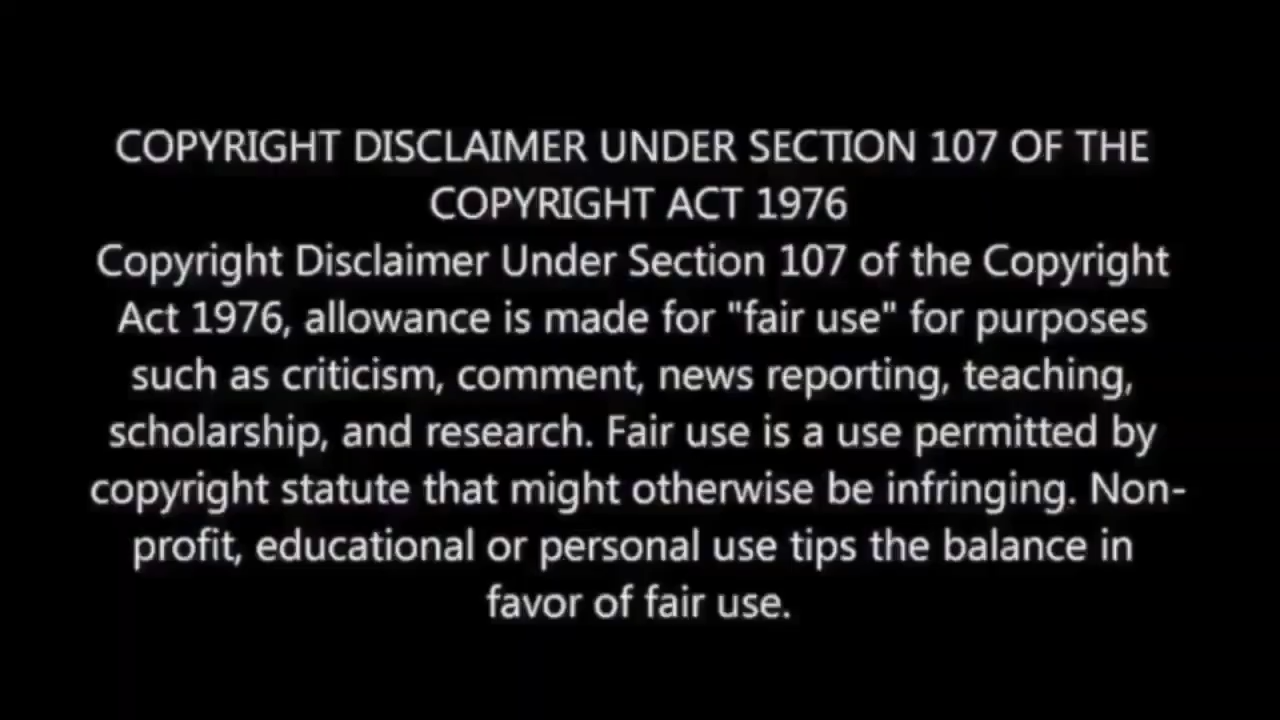 COPYRIGHT DISCLAIMER UNDER SECTION 107 OF THE
COPYRIGHT ACT 1976
Copyright Disclaimer Under Section 107 of the Copyright
Act 1976, allowance is made for "fair use" for purposes
such as criticism, comment, news reporting, teaching,
scholarship, and research. Fair use is a use permitted by
copyright statute that might otherwise be infringing. Non-
profit, educational or personal use tips the balance in
favor of fair use.